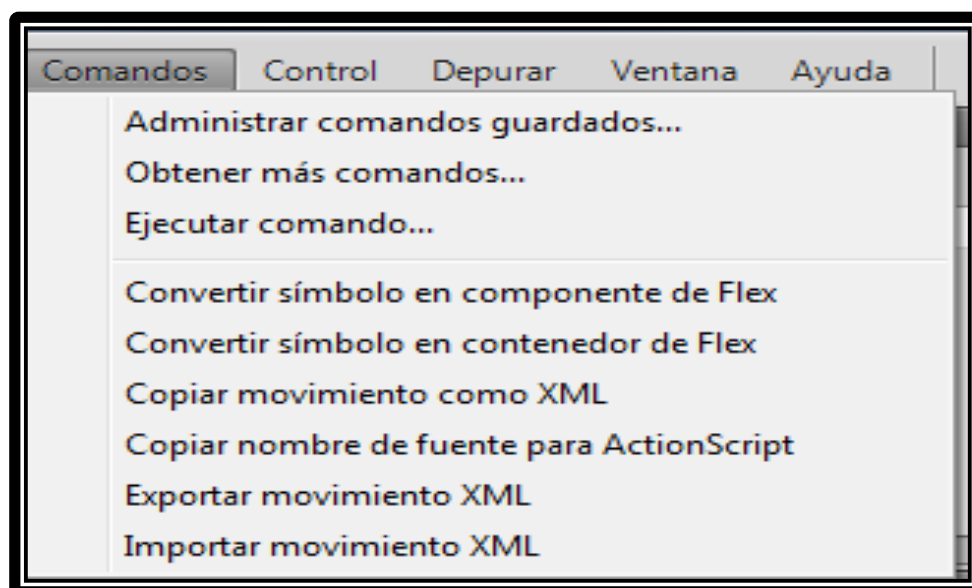 Comandos Control Depurar Ventana Ayuda
Administrar comandos guardados...
Obtener más comandos...
Ejecutar comando...
Convertir símbolo en componente de Flex
Convertir símbolo en contenedor de Flex
Copiar movimiento como XML
Copiar nombre de fuente para ActionScript
Exportar movimiento XML
Importar movimiento XML